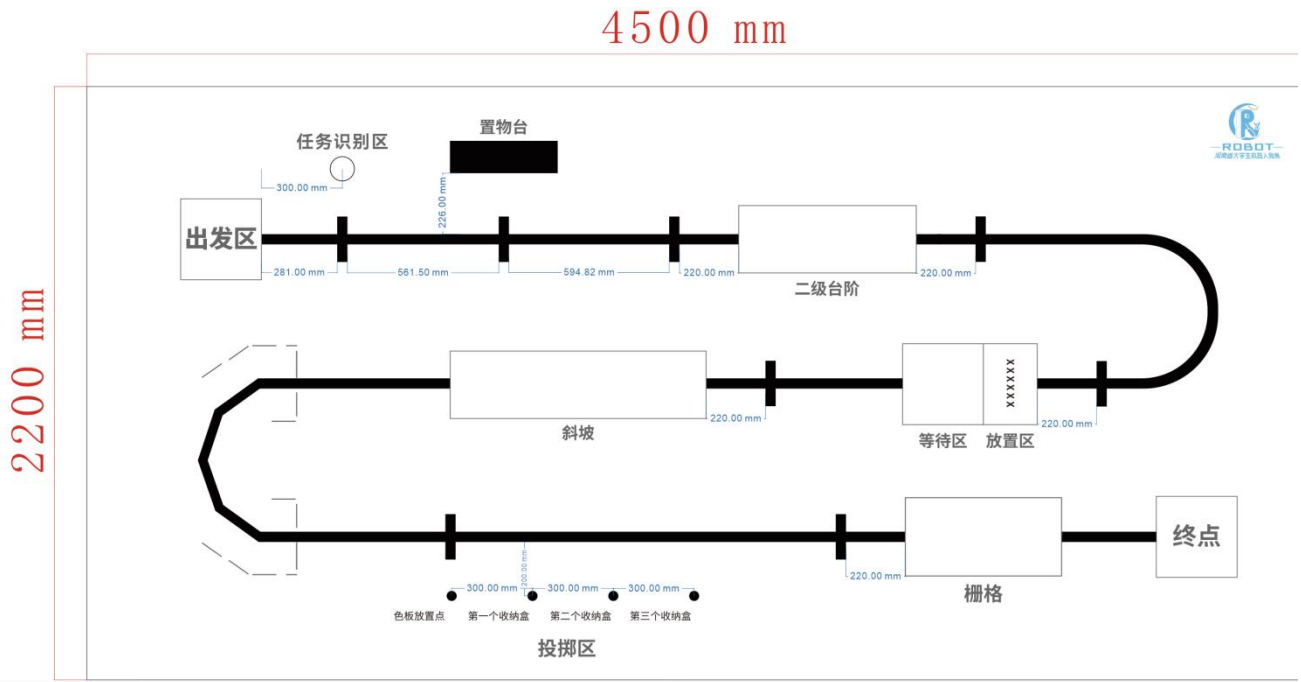 4500 mm
2200 mm
任务识别区
置物台
ROBOT
300.00 mm
226.00 mm
出发区
281.00 mm
561.50 mm
594.82 mm
220.00 mm
220.00 mm
二级台阶
XXXXXX
220.00 mm
220.00 mm
斜坡
等待区
放置区
终点
200.00 mm
220.00 mm
栅格
300.00 mm
300.00 mm
300.00 mm
色板放置点
第一个收纳盒
第二个收纳盒
第三个收纳盒
投掷区